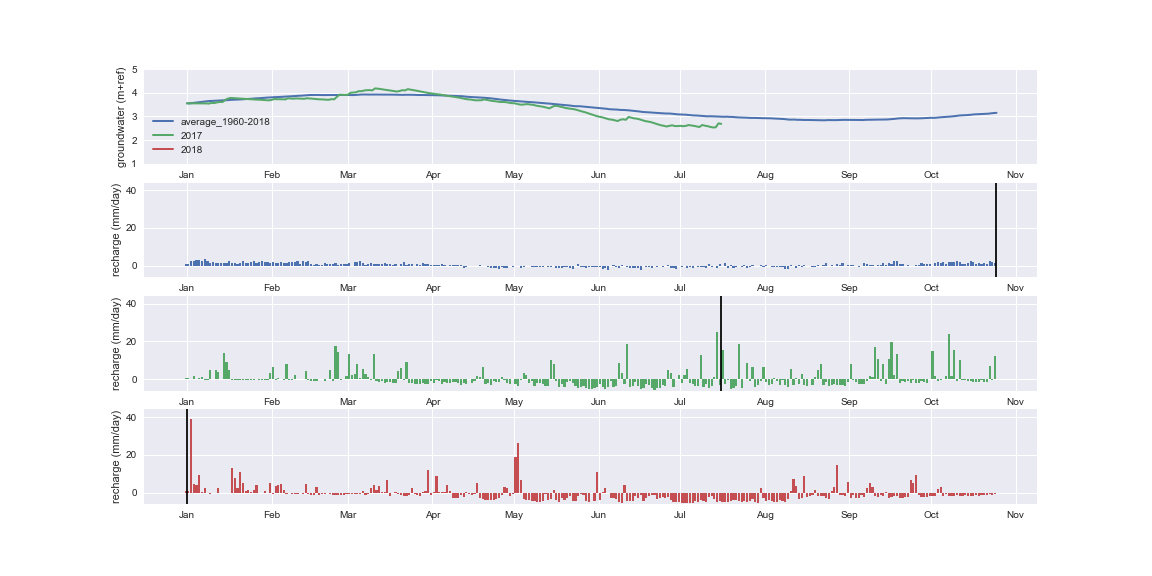 groundwater (m+ref)
5
4
3
2
1
average_1960-2018
2017
2018
Jan Feb Mar Apr May Jun Jul Aug Sep Oct Nov
recharge (mm/day)
40
20
0
Jan Feb Mar Apr May Jun Jul Aug Sep Oct Nov
recharge (mm/day)
40
20
0
Jan Feb Mar Apr May Jun Jul Aug Sep Oct Nov
recharge (mm/day)
40
20
0
Jan Feb Mar Apr May Jun Jul Aug Sep Oct Nov